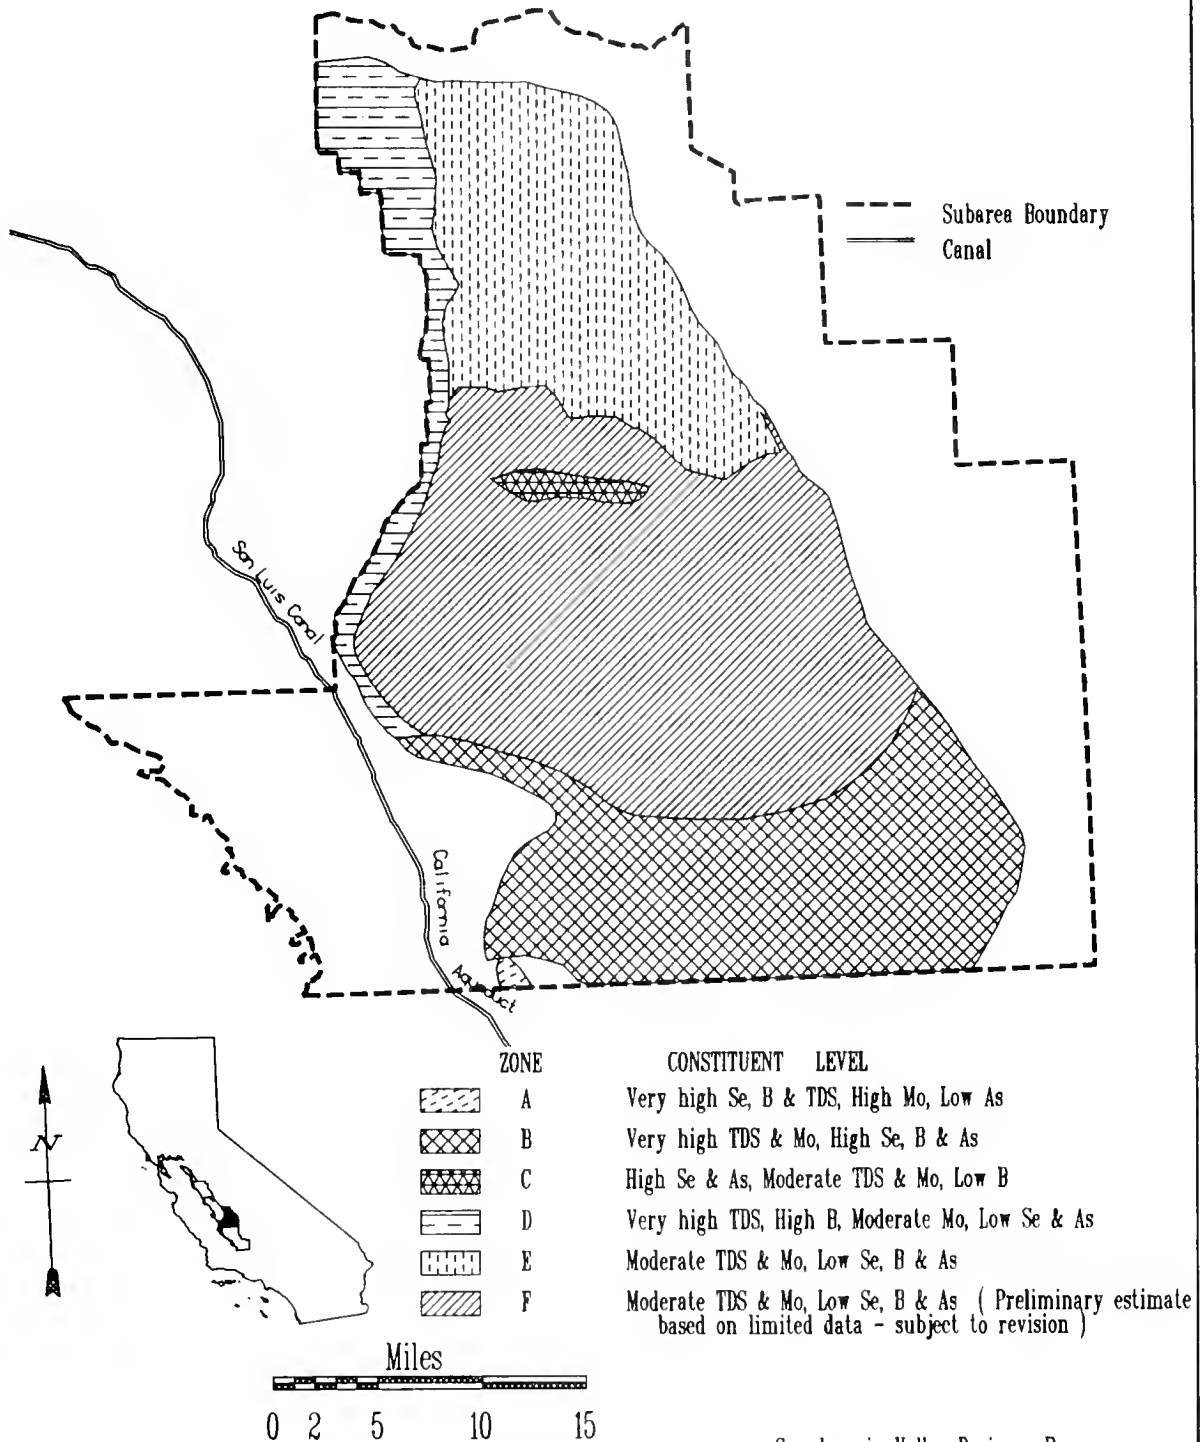 Subarea Boundary
Canal
San Luis Canal
California
Aqueduct
N
ZONE CONSTITUENT LEVEL
A Very high Se, B & TDS, High Mo, Low As
B Very high TDS & Mo, High Se, B & As
C High Se & As, Moderate TDS & Mo, Low B
D Very high TDS, High B, Moderate Mo, Low Se & As
E Moderate TDS & Mo, Low Se, B & As
F Moderate TDS & Mo, Low Se, B & As ( Preliminary estimate
based on limited data - subject to revision )
Miles
0 2 5 10 15